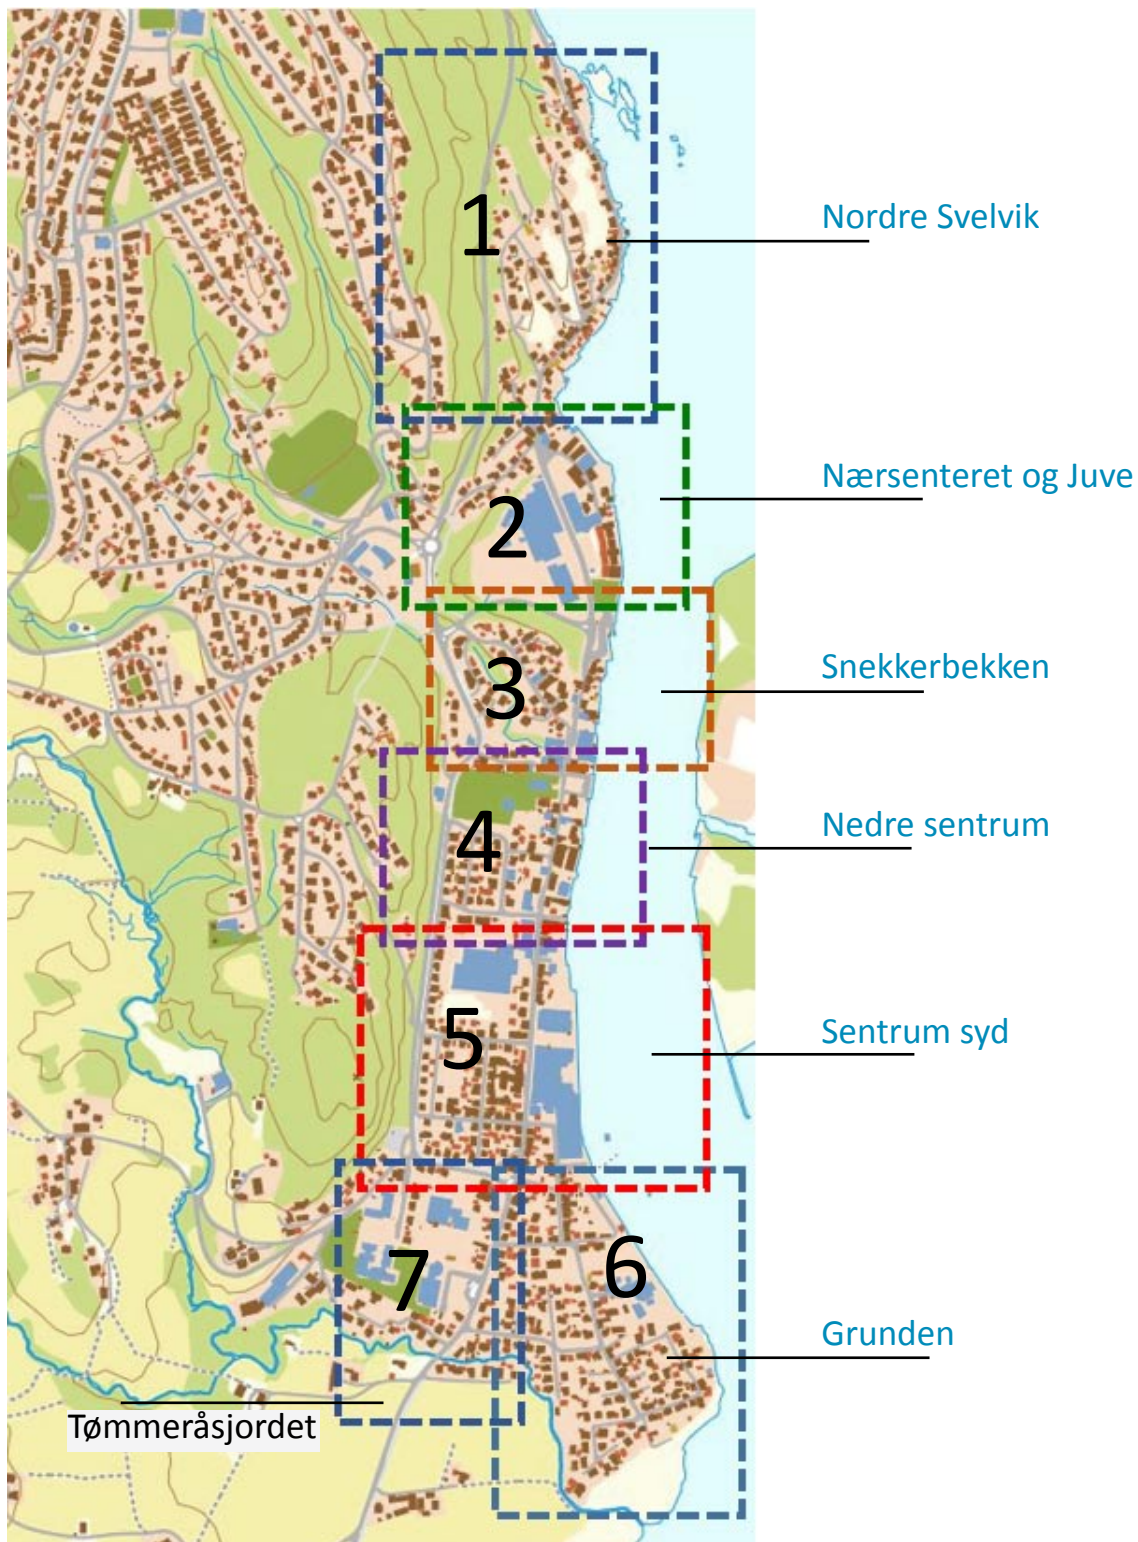 1
Nordre Svelvik
2
Nærsenteret og Juve
3
Snekkerbekken
4
Nedre sentrum
5
Sentrum syd
6
7
Grunden
Tømmeråsjordet